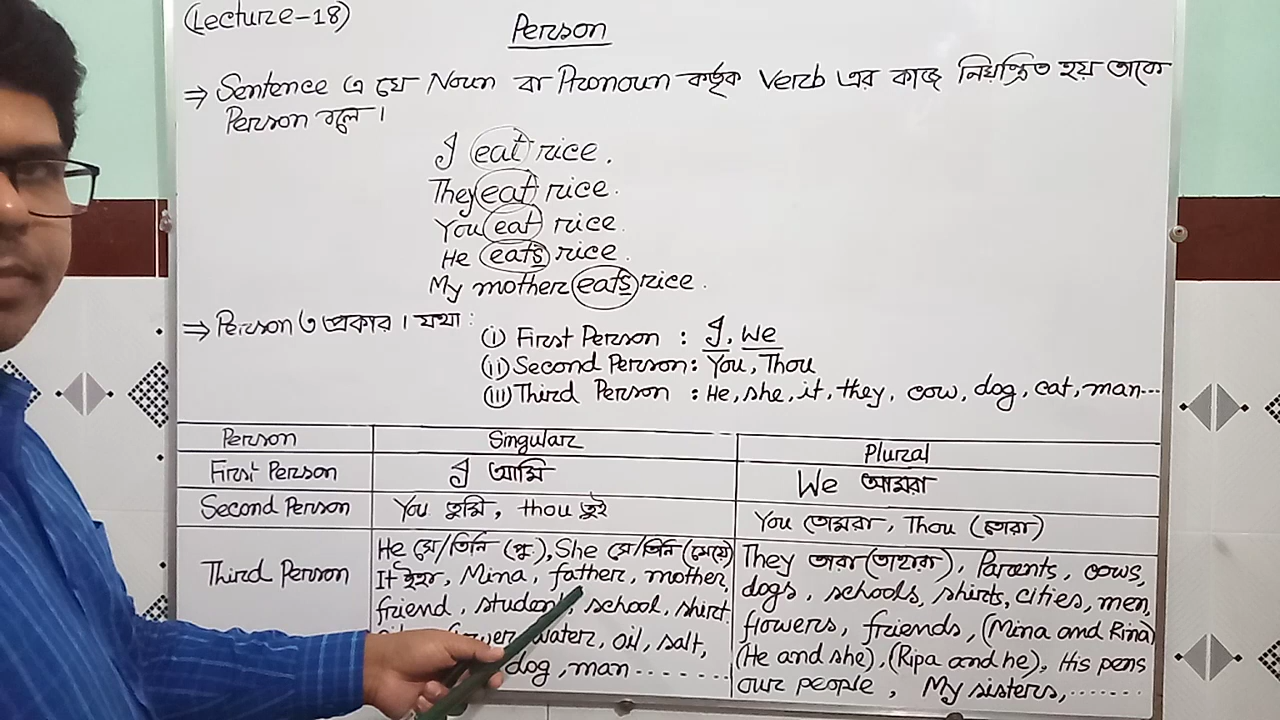 (Lecture-18)
Person
⇒ Sentence এ যে Noun বা Pronoun কর্তৃক Verb এর কাজ নিয়ন্ত্রিত হয় তাকে
Person বলে।
I eat rice.
They eat rice.
You eat rice.
He eats rice.
My mother eats rice.
⇒ Person ৩ প্রকার। যথা:
(i) First Person : I, We
(ii) Second Person : You, Thou
(iii) Third Person : He, she, it, they, cow, dog, cat, man...
Person Singular Plural
First Person I আমি We আমরা
Second Person You তুমি, thou তুই You তোমরা, Thou (তোরা)
Third Person
He সে/তিনি (পু.), She সে/তিনি (মেয়ে)
It ইহা, Mina, father, mother,
friend, student, school, shirt
water, oil, salt,
dog, man........
They তারা (তাহারা), Parents, cows,
dogs, schools, shirts, cities, men,
flowers, friends, (Mina and Rina)
(He and she), (Ripa and he), His pens
our people, My sisters,......